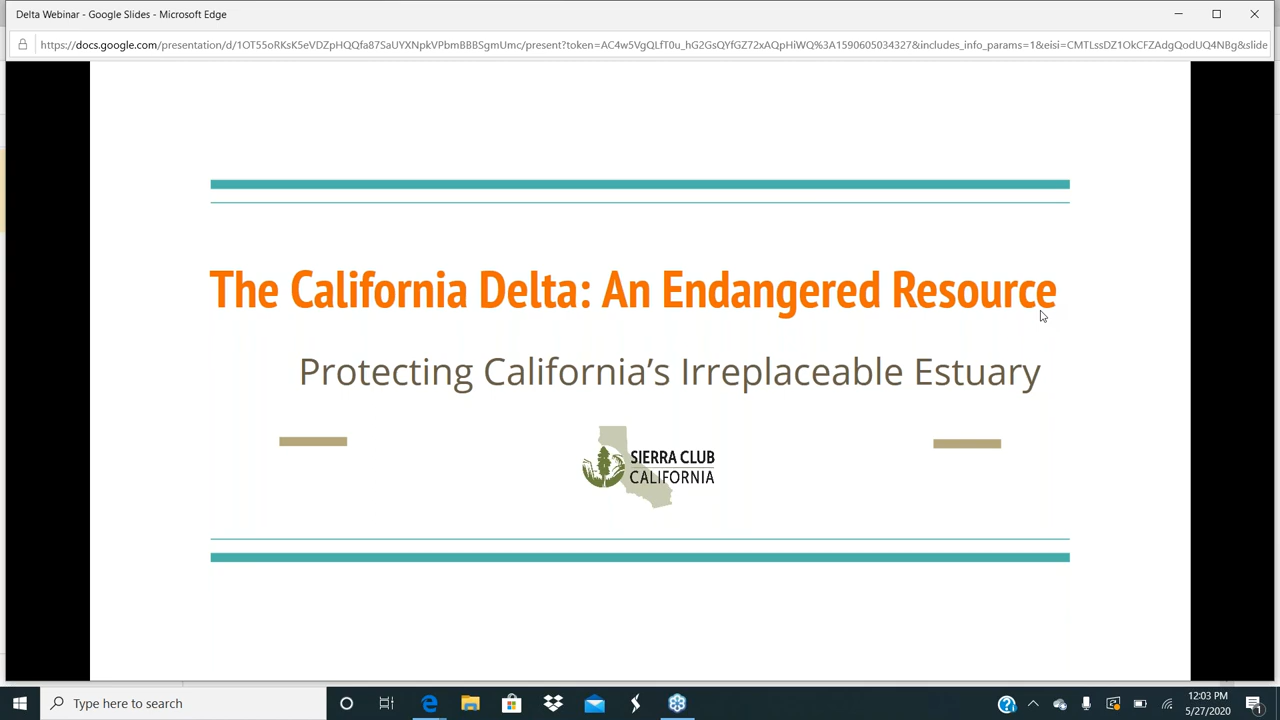 Delta Webinar - Google Slides - Microsoft Edge
https://docs.google.com/presentation/d/1OT55oRKsK5eVDZpHQQfa87SaUYXNpkVPbmBBBSgmUmc/present?token=AC4w5VgQLfT0u_hG2GsQYfGZ72xAQpHiWQ%3A1590605034327&includes_info_params=1&eisi=CMTLssDZ1OkCFZAdgQodUQ4NBg&slide
The California Delta: An Endangered Resource
Protecting California’s Irreplaceable Estuary
SIERRA CLUB
CALIFORNIA
Type here to search
12:03 PM
5/27/2020
1